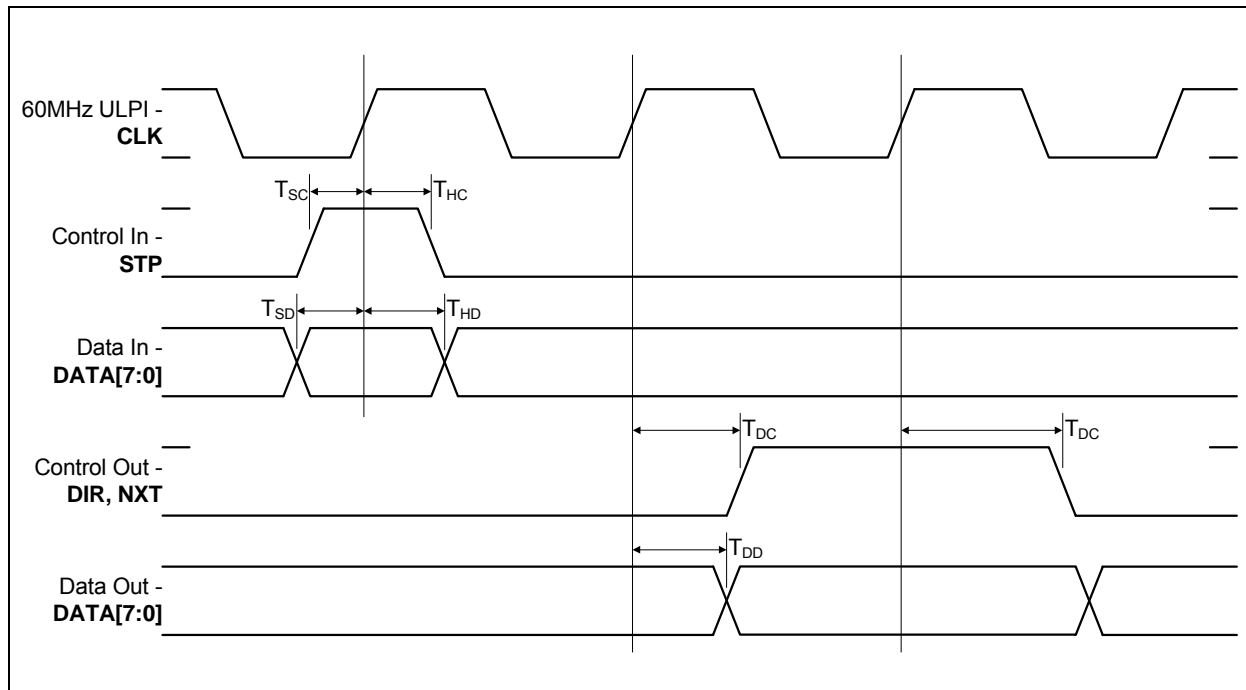 60MHz ULPI -
CLK
TSC
THC
Control In -
STP
TSD
THD
Data In -
DATA[7:0]
TDC
TDC
Control Out -
DIR, NXT
TDD
Data Out -
DATA[7:0]